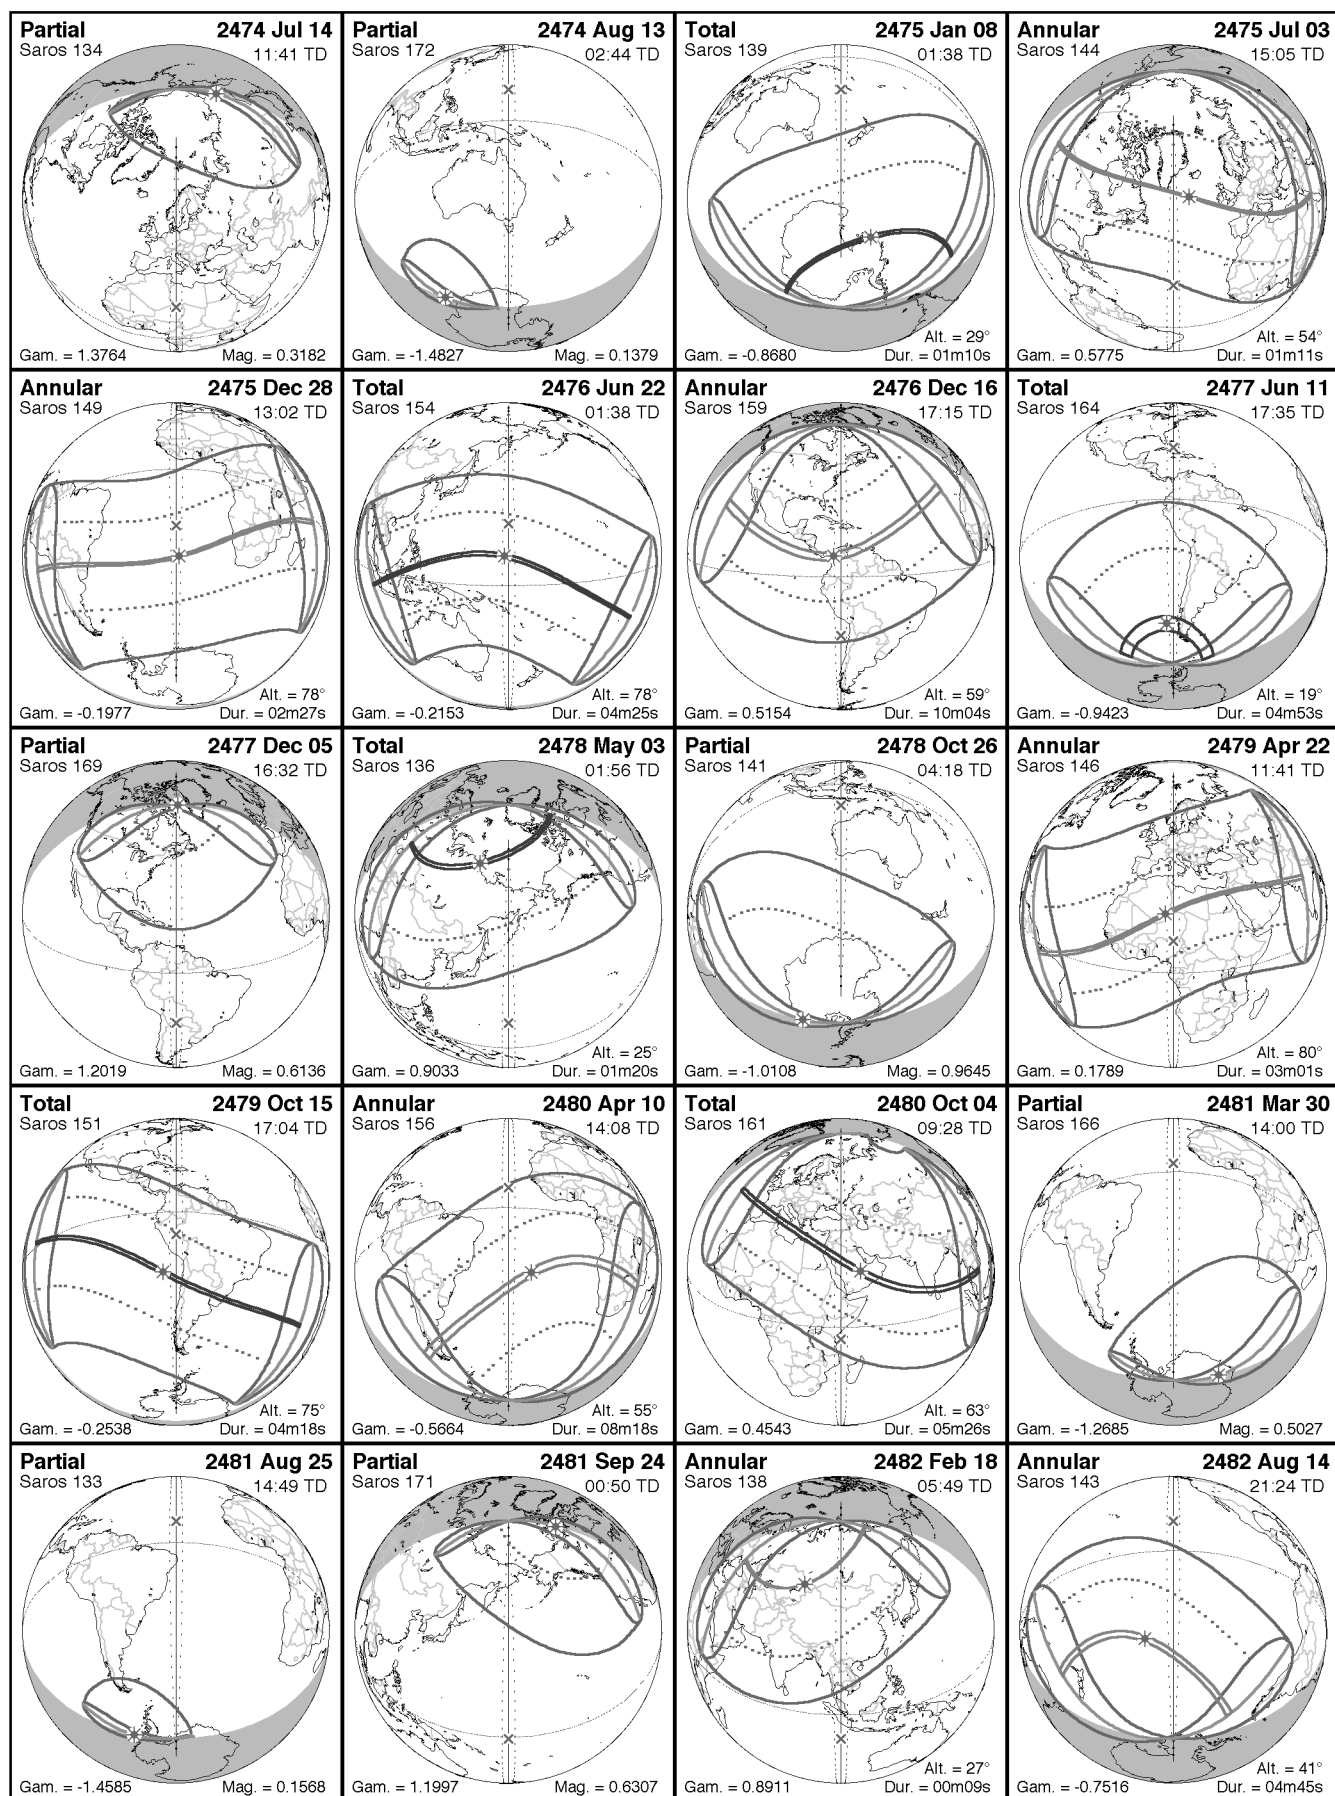 Partial 2474 Jul 14
Saros 134 11:41 TD
Gam. = 1.3764 Mag. = 0.3182
Partial 2474 Aug 13
Saros 172 02:44 TD
Gam. = -1.4827 Mag. = 0.1379
Total 2475 Jan 08
Saros 139 01:38 TD
Alt. = 29°
Gam. = -0.8680 Dur. = 01m10s
Annular 2475 Jul 03
Saros 144 15:05 TD
Alt. = 54°
Gam. = 0.5775 Dur. = 01m11s
Annular 2475 Dec 28
Saros 149 13:02 TD
Alt. = 78°
Gam. = -0.1977 Dur. = 02m27s
Total 2476 Jun 22
Saros 154 01:38 TD
Alt. = 78°
Gam. = -0.2153 Dur. = 04m25s
Annular 2476 Dec 16
Saros 159 17:15 TD
Alt. = 59°
Gam. = 0.5154 Dur. = 10m04s
Total 2477 Jun 11
Saros 164 17:35 TD
Alt. = 19°
Gam. = -0.9423 Dur. = 04m53s
Partial 2477 Dec 05
Saros 169 16:32 TD
Gam. = 1.2019 Mag. = 0.6136
Total 2478 May 03
Saros 136 01:56 TD
Alt. = 25°
Gam. = 0.9033 Dur. = 01m20s
Partial 2478 Oct 26
Saros 141 04:18 TD
Gam. = -1.0108 Mag. = 0.9645
Annular 2479 Apr 22
Saros 146 11:41 TD
Alt. = 80°
Gam. = 0.1789 Dur. = 03m01s
Total 2479 Oct 15
Saros 151 17:04 TD
Alt. = 75°
Gam. = -0.2538 Dur. = 04m18s
Annular 2480 Apr 10
Saros 156 14:08 TD
Alt. = 55°
Gam. = -0.5664 Dur. = 08m18s
Total 2480 Oct 04
Saros 161 09:28 TD
Alt. = 63°
Gam. = 0.4543 Dur. = 05m26s
Partial 2481 Mar 30
Saros 166 14:00 TD
Gam. = -1.2685 Mag. = 0.5027
Partial 2481 Aug 25
Saros 133 14:49 TD
Gam. = -1.4585 Mag. = 0.1568
Partial 2481 Sep 24
Saros 171 00:50 TD
Gam. = 1.1997 Mag. = 0.6307
Annular 2482 Feb 18
Saros 138 05:49 TD
Alt. = 27°
Gam. = 0.8911 Dur. = 00m09s
Annular 2482 Aug 14
Saros 143 21:24 TD
Alt. = 41°
Gam. = -0.7516 Dur. = 04m45s